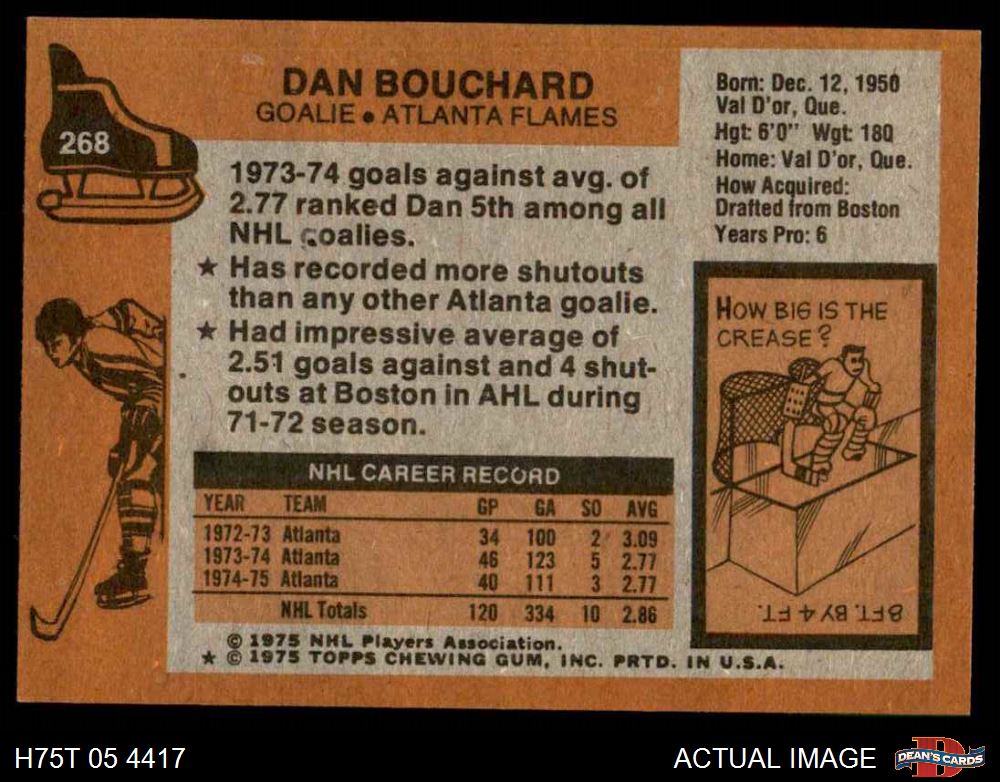 268
DAN BOUCHARD
GOALIE • ATLANTA FLAMES
1973-74 goals against avg. of
2.77 ranked Dan 5th among all
NHL goalies.
★ Has recorded more shutouts
than any other Atlanta goalie.
★ Had impressive average of
2.51 goals against and 4 shut-
outs at Boston in AHL during
71-72 season.
Born: Dec. 12, 1950
Val D'or, Que.
Hgt: 6'0" Wgt: 180
Home: Val D'or, Que.
How Acquired:
Drafted from Boston
Years Pro: 6
HOW BIG IS THE
CREASE?
8 FT. BY 4 FT.
NHL CAREER RECORD
YEAR TEAM GP GA SO AVG
1972-73 Atlanta 34 100 2 3.09
1973-74 Atlanta 46 123 5 2.77
1974-75 Atlanta 40 111 3 2.77
NHL Totals 120 334 10 2.86
© 1975 NHL Players Association.
★ © 1975 TOPPS CHEWING GUM, INC. PRTD. IN U.S.A.
H75T 05 4417
ACTUAL IMAGE
D
DEAN'S CARDS